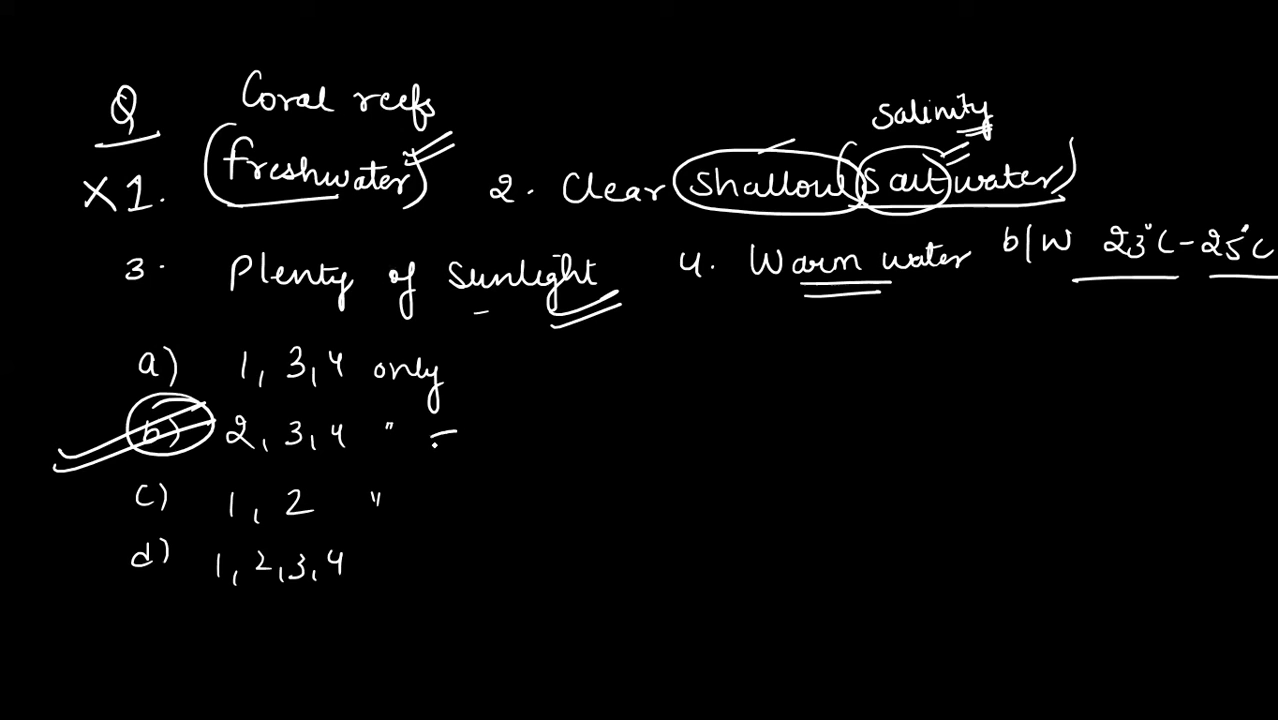 Q Coral reefs
Salinity
X 1. (freshwater) 2. Clear shallow (salt water)
3. Plenty of sunlight 4. Warm water b/w 23°C - 25°C
a) 1, 3, 4 only
b) 2, 3, 4 "
c) 1, 2 "
d) 1, 2, 3, 4